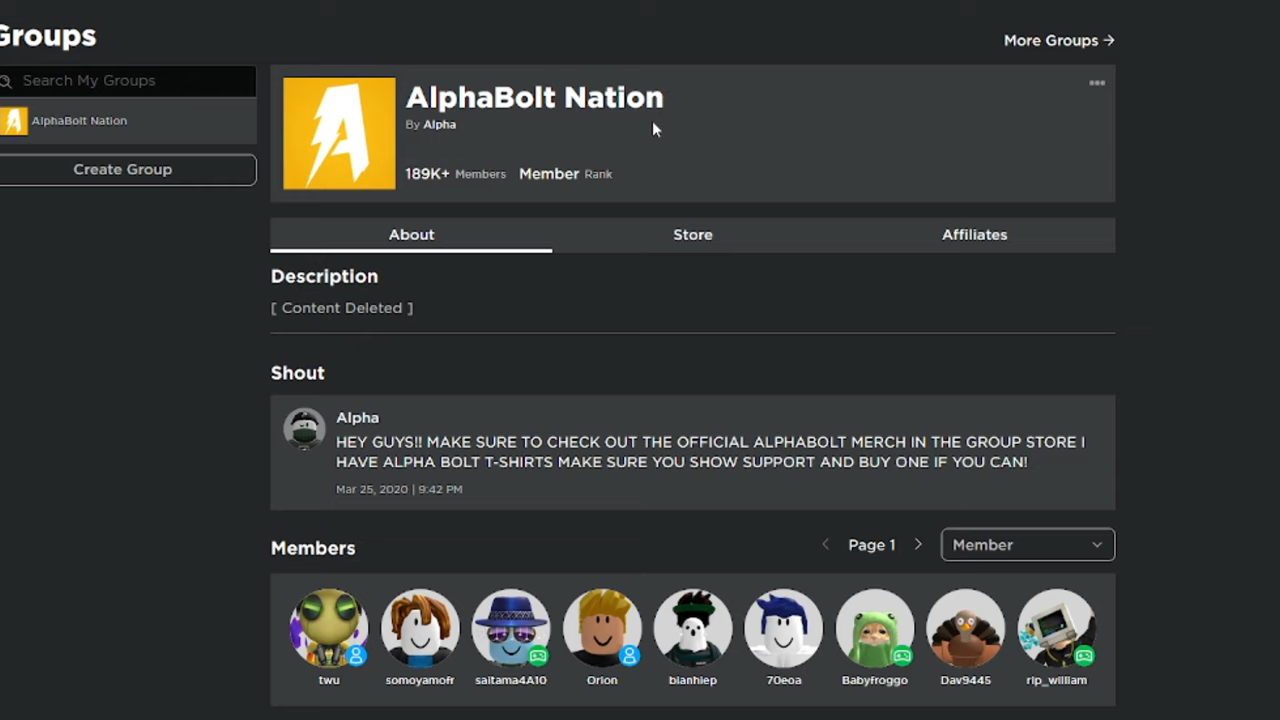 Groups
More Groups →
Search My Groups
AlphaBolt Nation
Create Group
A
AlphaBolt Nation
By Alpha
189K+ Members Member Rank
About Store Affiliates
Description
[ Content Deleted ]
Shout
Alpha
HEY GUYS!! MAKE SURE TO CHECK OUT THE OFFICIAL ALPHABOLT MERCH IN THE GROUP STORE I
HAVE ALPHA BOLT T-SHIRTS MAKE SURE YOU SHOW SUPPORT AND BUY ONE IF YOU CAN!
Mar 25, 2020 | 9:42 PM
Members
Page 1
Member
twu somoyamofr saitama4A10 Orion bianhiep 70eoa Babyfroggo Dav9445 rip_william